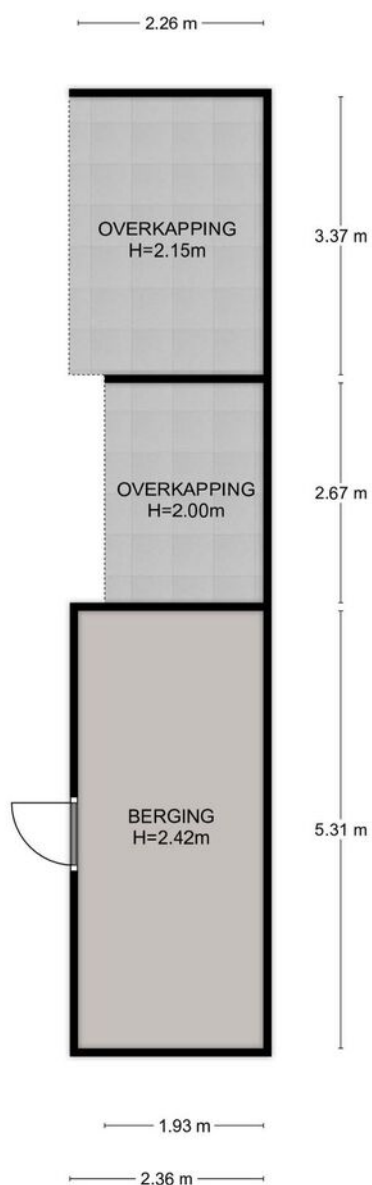 2.26 m
OVERKAPPING
H=2.15m
3.37 m
OVERKAPPING
H=2.00m
2.67 m
BERGING
H=2.42m
5.31 m
1.93 m
2.36 m